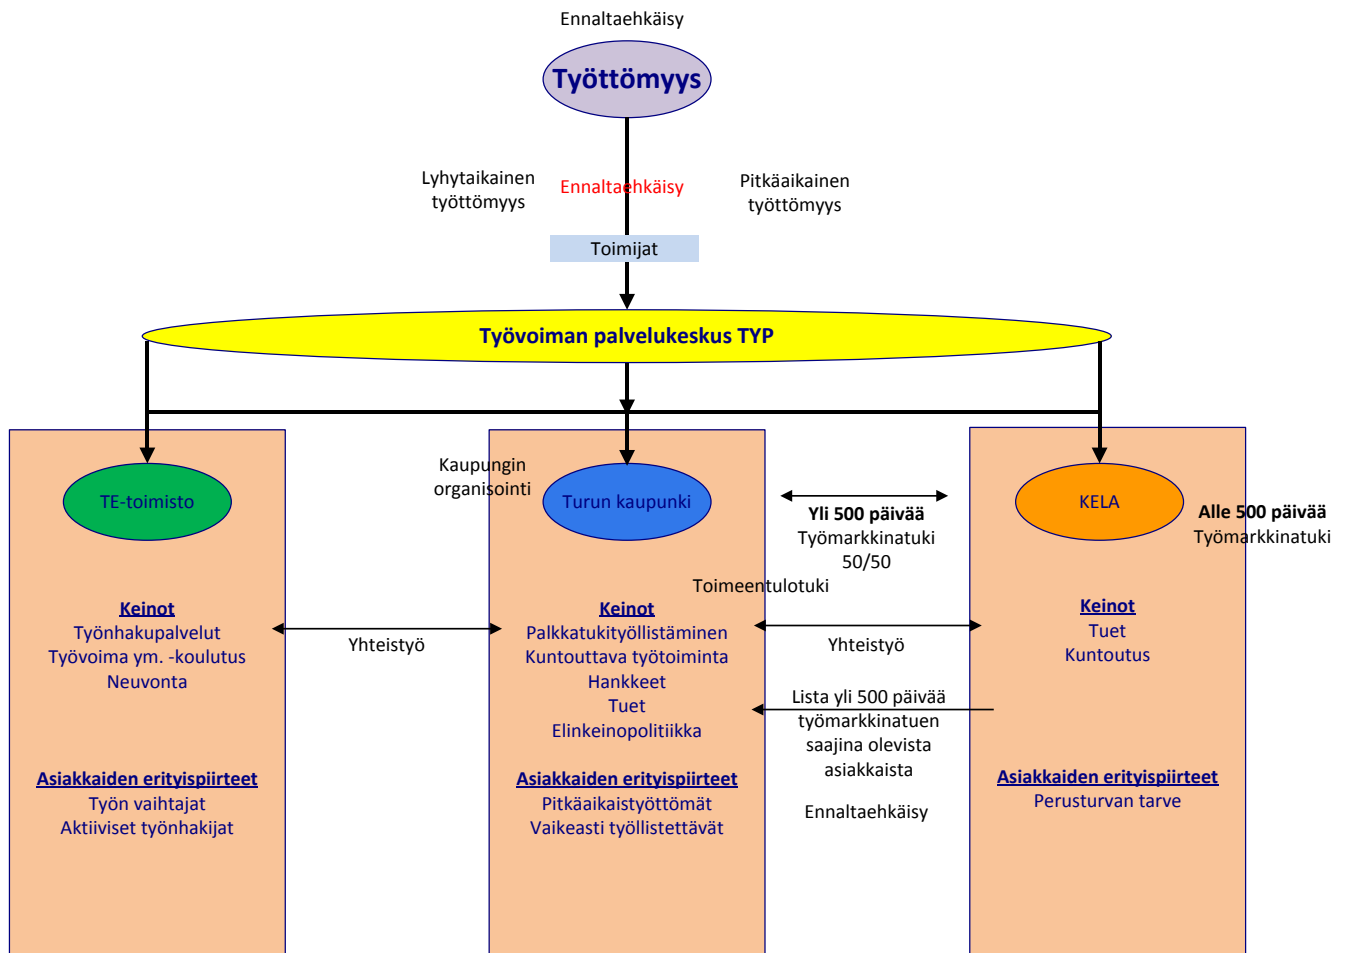 Ennaltaehkäisy
Työttömyys
Lyhytaikainen
työttömyys
Ennaltaehkäisy
Pitkäaikainen
työttömyys
Toimijat
Työvoiman palvelukeskus TYP
TE-toimisto
Keinot
Työnhakupalvelut
Työvoima ym. -koulutus
Neuvonta
Asiakkaiden erityispiirteet
Työn vaihtajat
Aktiiviset työnhakijat
Yhteistyö
Kaupungin
organisointi
Turun kaupunki
Toimeentulotuki
Keinot
Palkkatukityöllistäminen
Kuntouttava työtoiminta
Hankkeet
Tuet
Elinkeinopolitiikka
Asiakkaiden erityispiirteet
Pitkäaikaistyöttömät
Vaikeasti työllistettävät
Yli 500 päivää
Työmarkkinatuki
50/50
Yhteistyö
Lista yli 500 päivää
työmarkkinatuen
saajina olevista
asiakkaista
Ennaltaehkäisy
KELA
Alle 500 päivää
Työmarkkinatuki
Keinot
Tuet
Kuntoutus
Asiakkaiden erityispiirteet
Perusturvan tarve